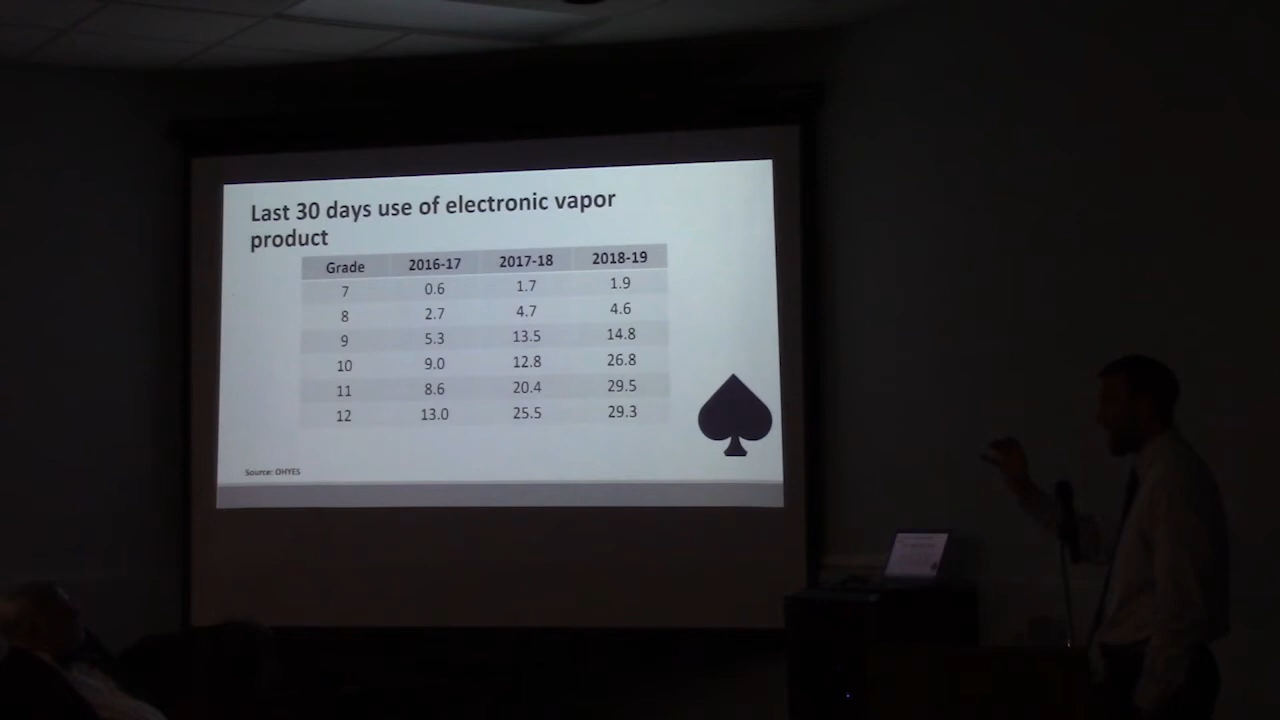 Last 30 days use of electronic vapor
product
Grade 2016-17 2017-18 2018-19
7 0.6 1.7 1.9
8 2.7 4.7 4.6
9 5.3 13.5 14.8
10 9.0 12.8 26.8
11 8.6 20.4 29.5
12 13.0 25.5 29.3
Source: OHYES